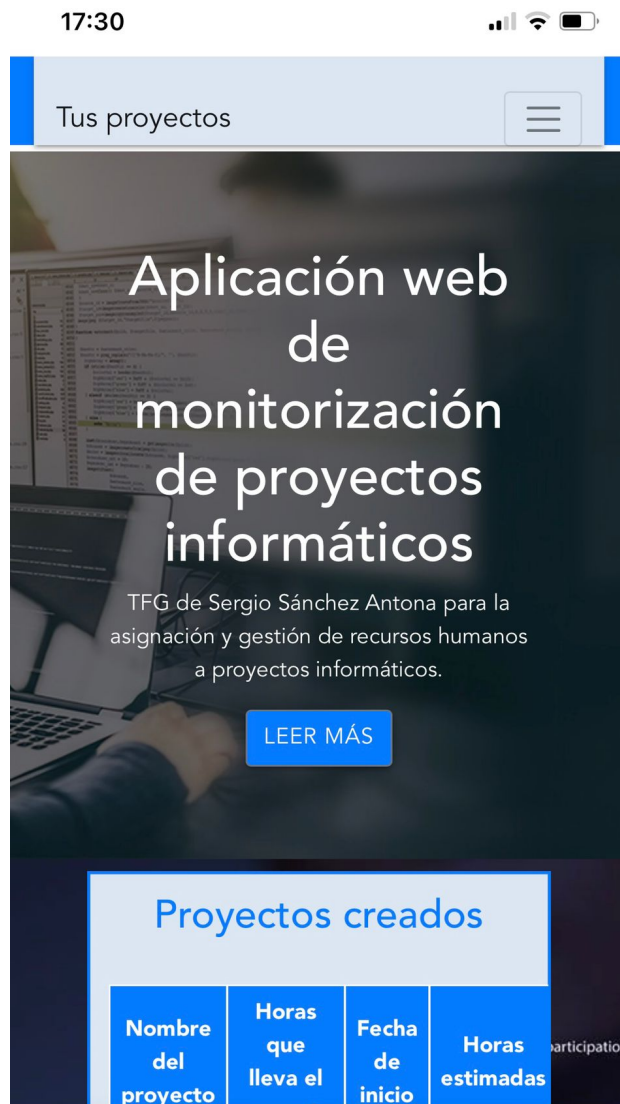 17:30
Tus proyectos
Aplicación web
de
monitorización
de proyectos
informáticos
TFG de Sergio Sánchez Antona para la
asignación y gestión de recursos humanos
a proyectos informáticos.
LEER MÁS
Proyectos creados
Nombre
del
proyecto
Horas
que
lleva el
Fecha
de
inicio
Horas
estimadas